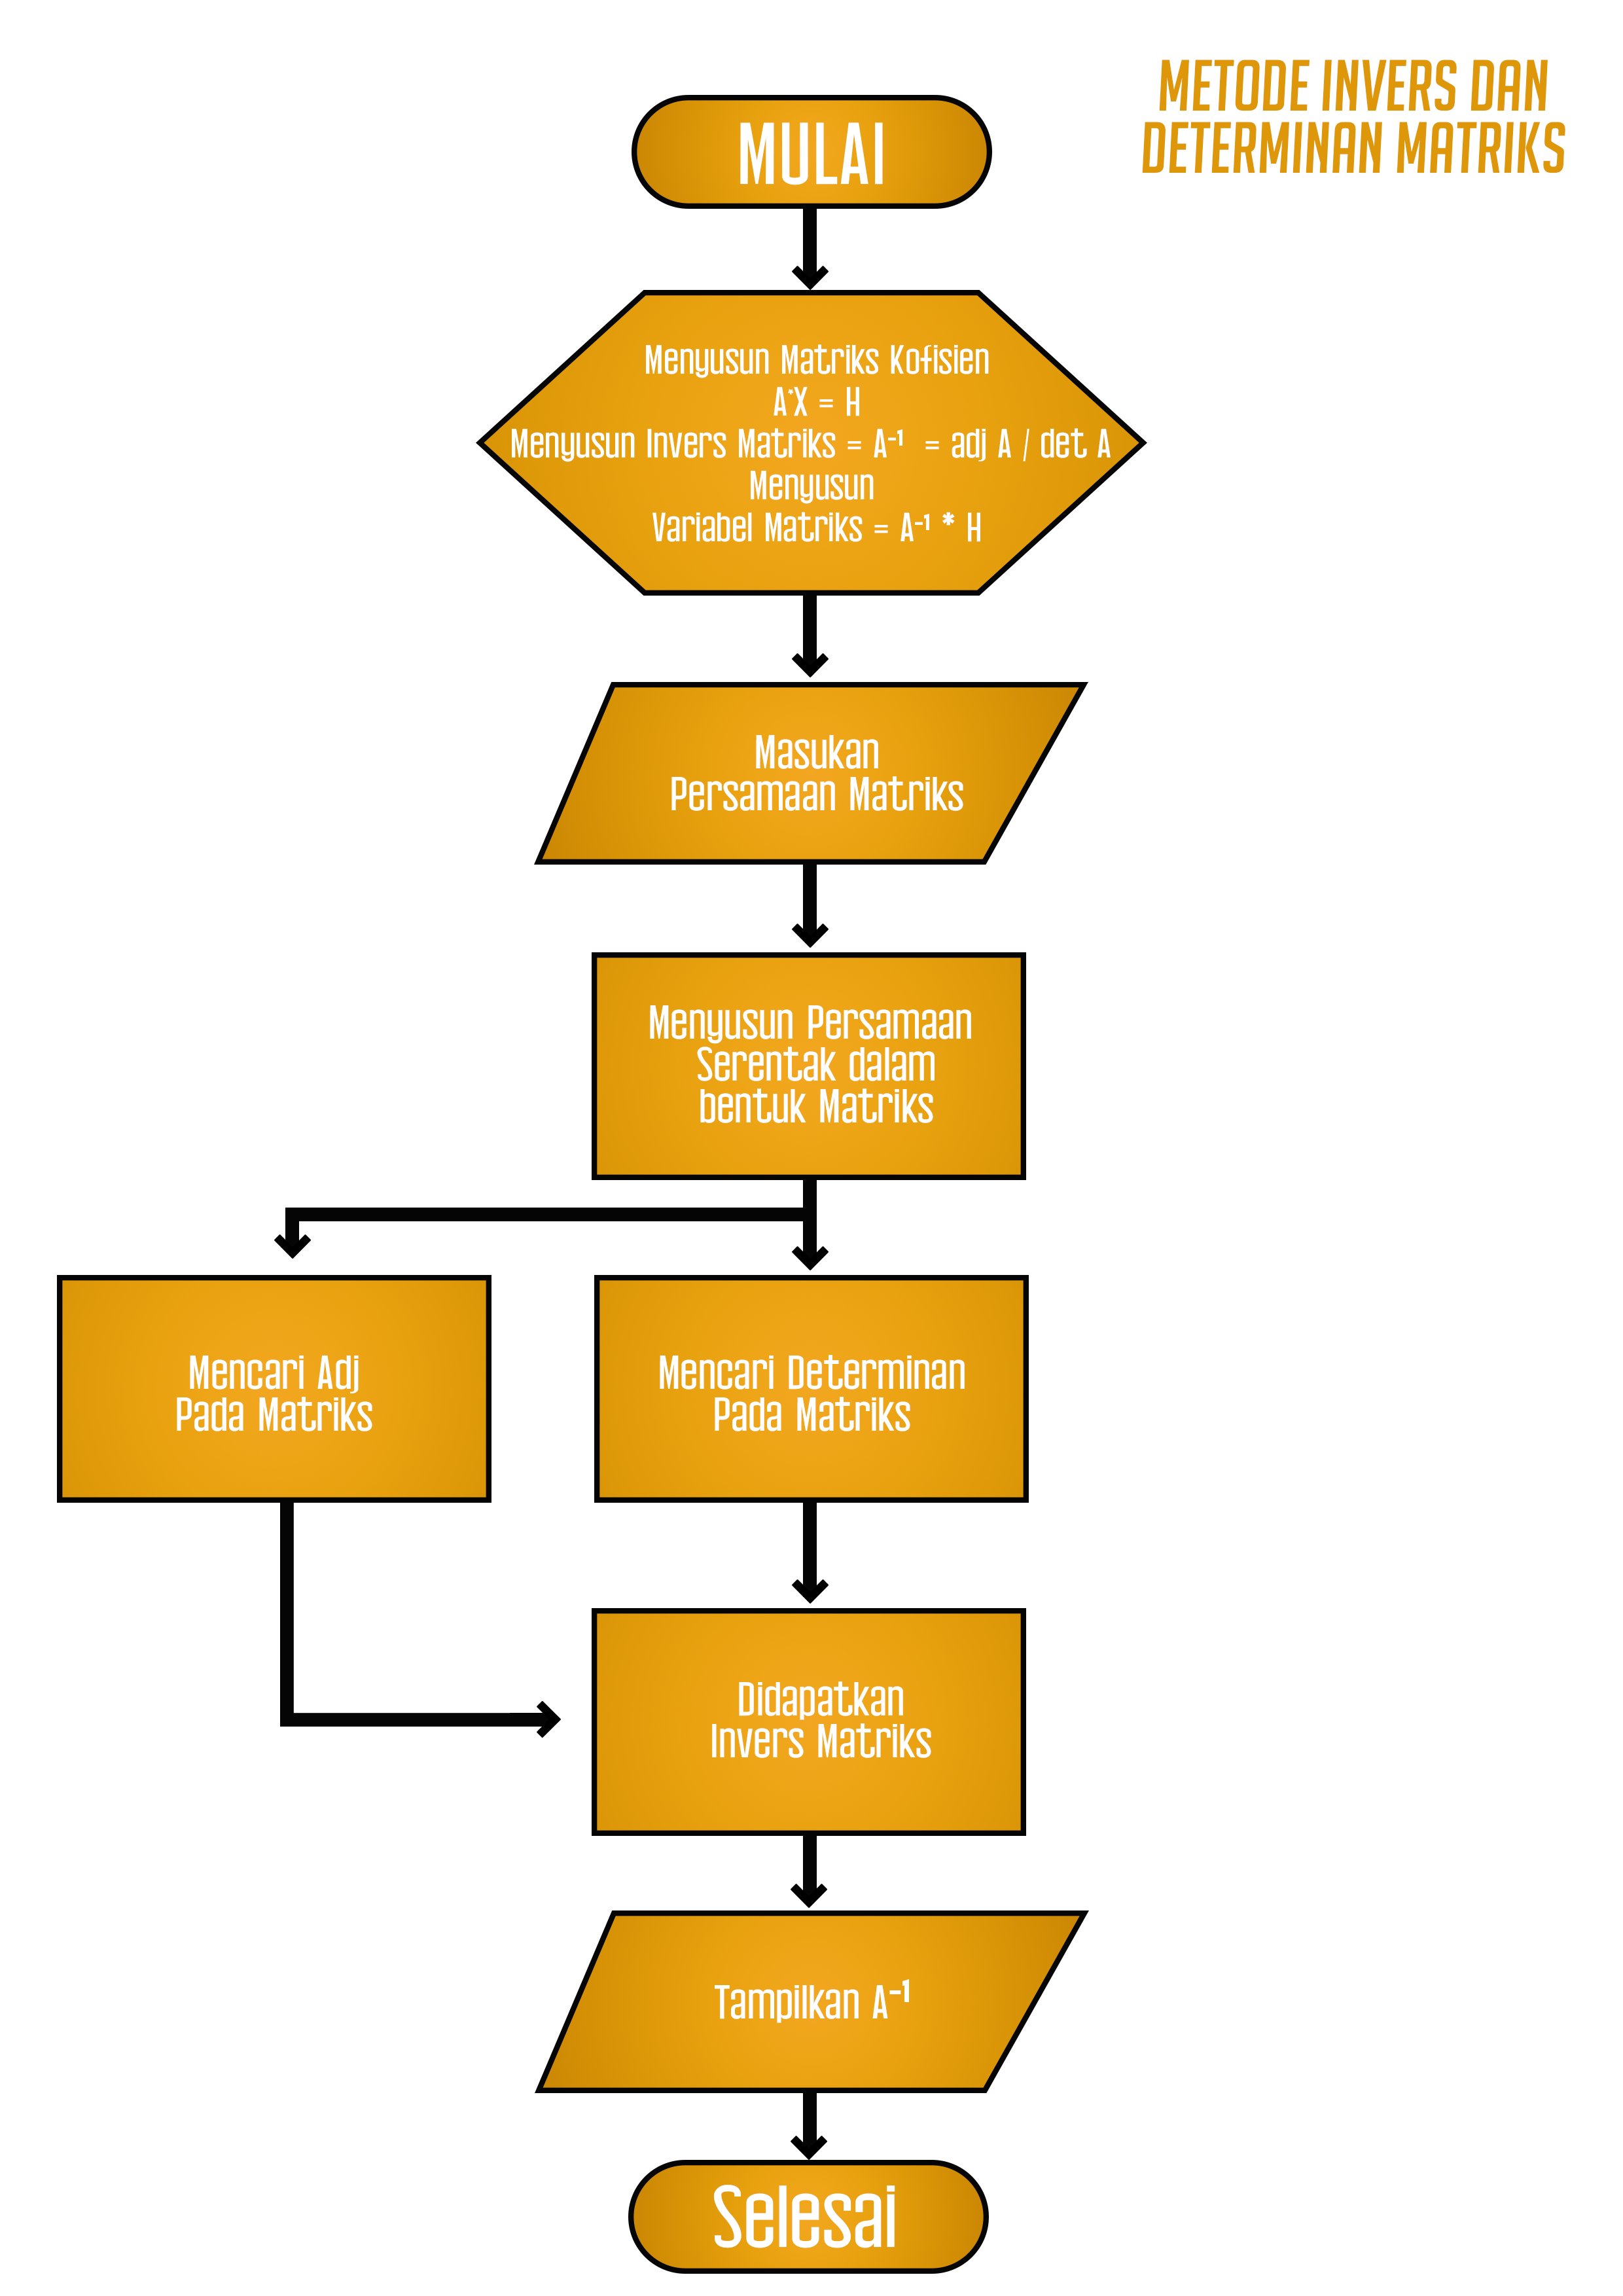 METODE INVERS DAN
DETERMINAN MATRIKS
MULAI
Menyusun Matriks Kofisien
A·X = H
Menyusun Invers Matriks = A⁻¹ = adj A / det A
Menyusun
Variabel Matriks = A⁻¹ * H
Masukan
Persamaan Matriks
Menyusun Persamaan
Serentak dalam
bentuk Matriks
Mencari Adj
Pada Matriks
Mencari Determinan
Pada Matriks
Didapatkan
Invers Matriks
Tampilkan A⁻¹
Selesai